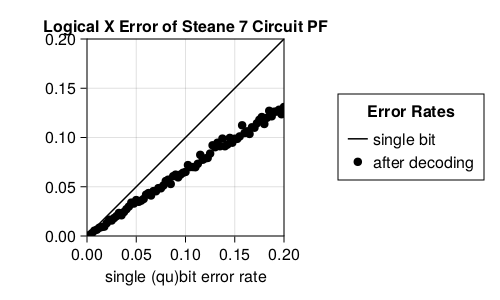 Logical X Error of Steane 7 Circuit PF
0.20
0.15
0.10
0.05
0.00
0.00 0.05 0.10 0.15 0.20
single (qu)bit error rate
Error Rates
single bit
after decoding